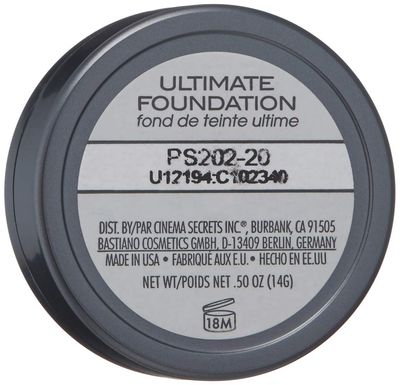 ULTIMATE
FOUNDATION
fond de teinte ultime
PS202-20
U12194:C102340
DIST. BY/PAR CINEMA SECRETS INC®, BURBANK, CA 91505
BASTIANO COSMETICS GMBH, D-13409 BERLIN, GERMANY
MADE IN USA • FABRIQUÉ AUX E.U. • HECHO EN EE.UU
NET WT/POIDS NET .50 OZ (14G)
18M